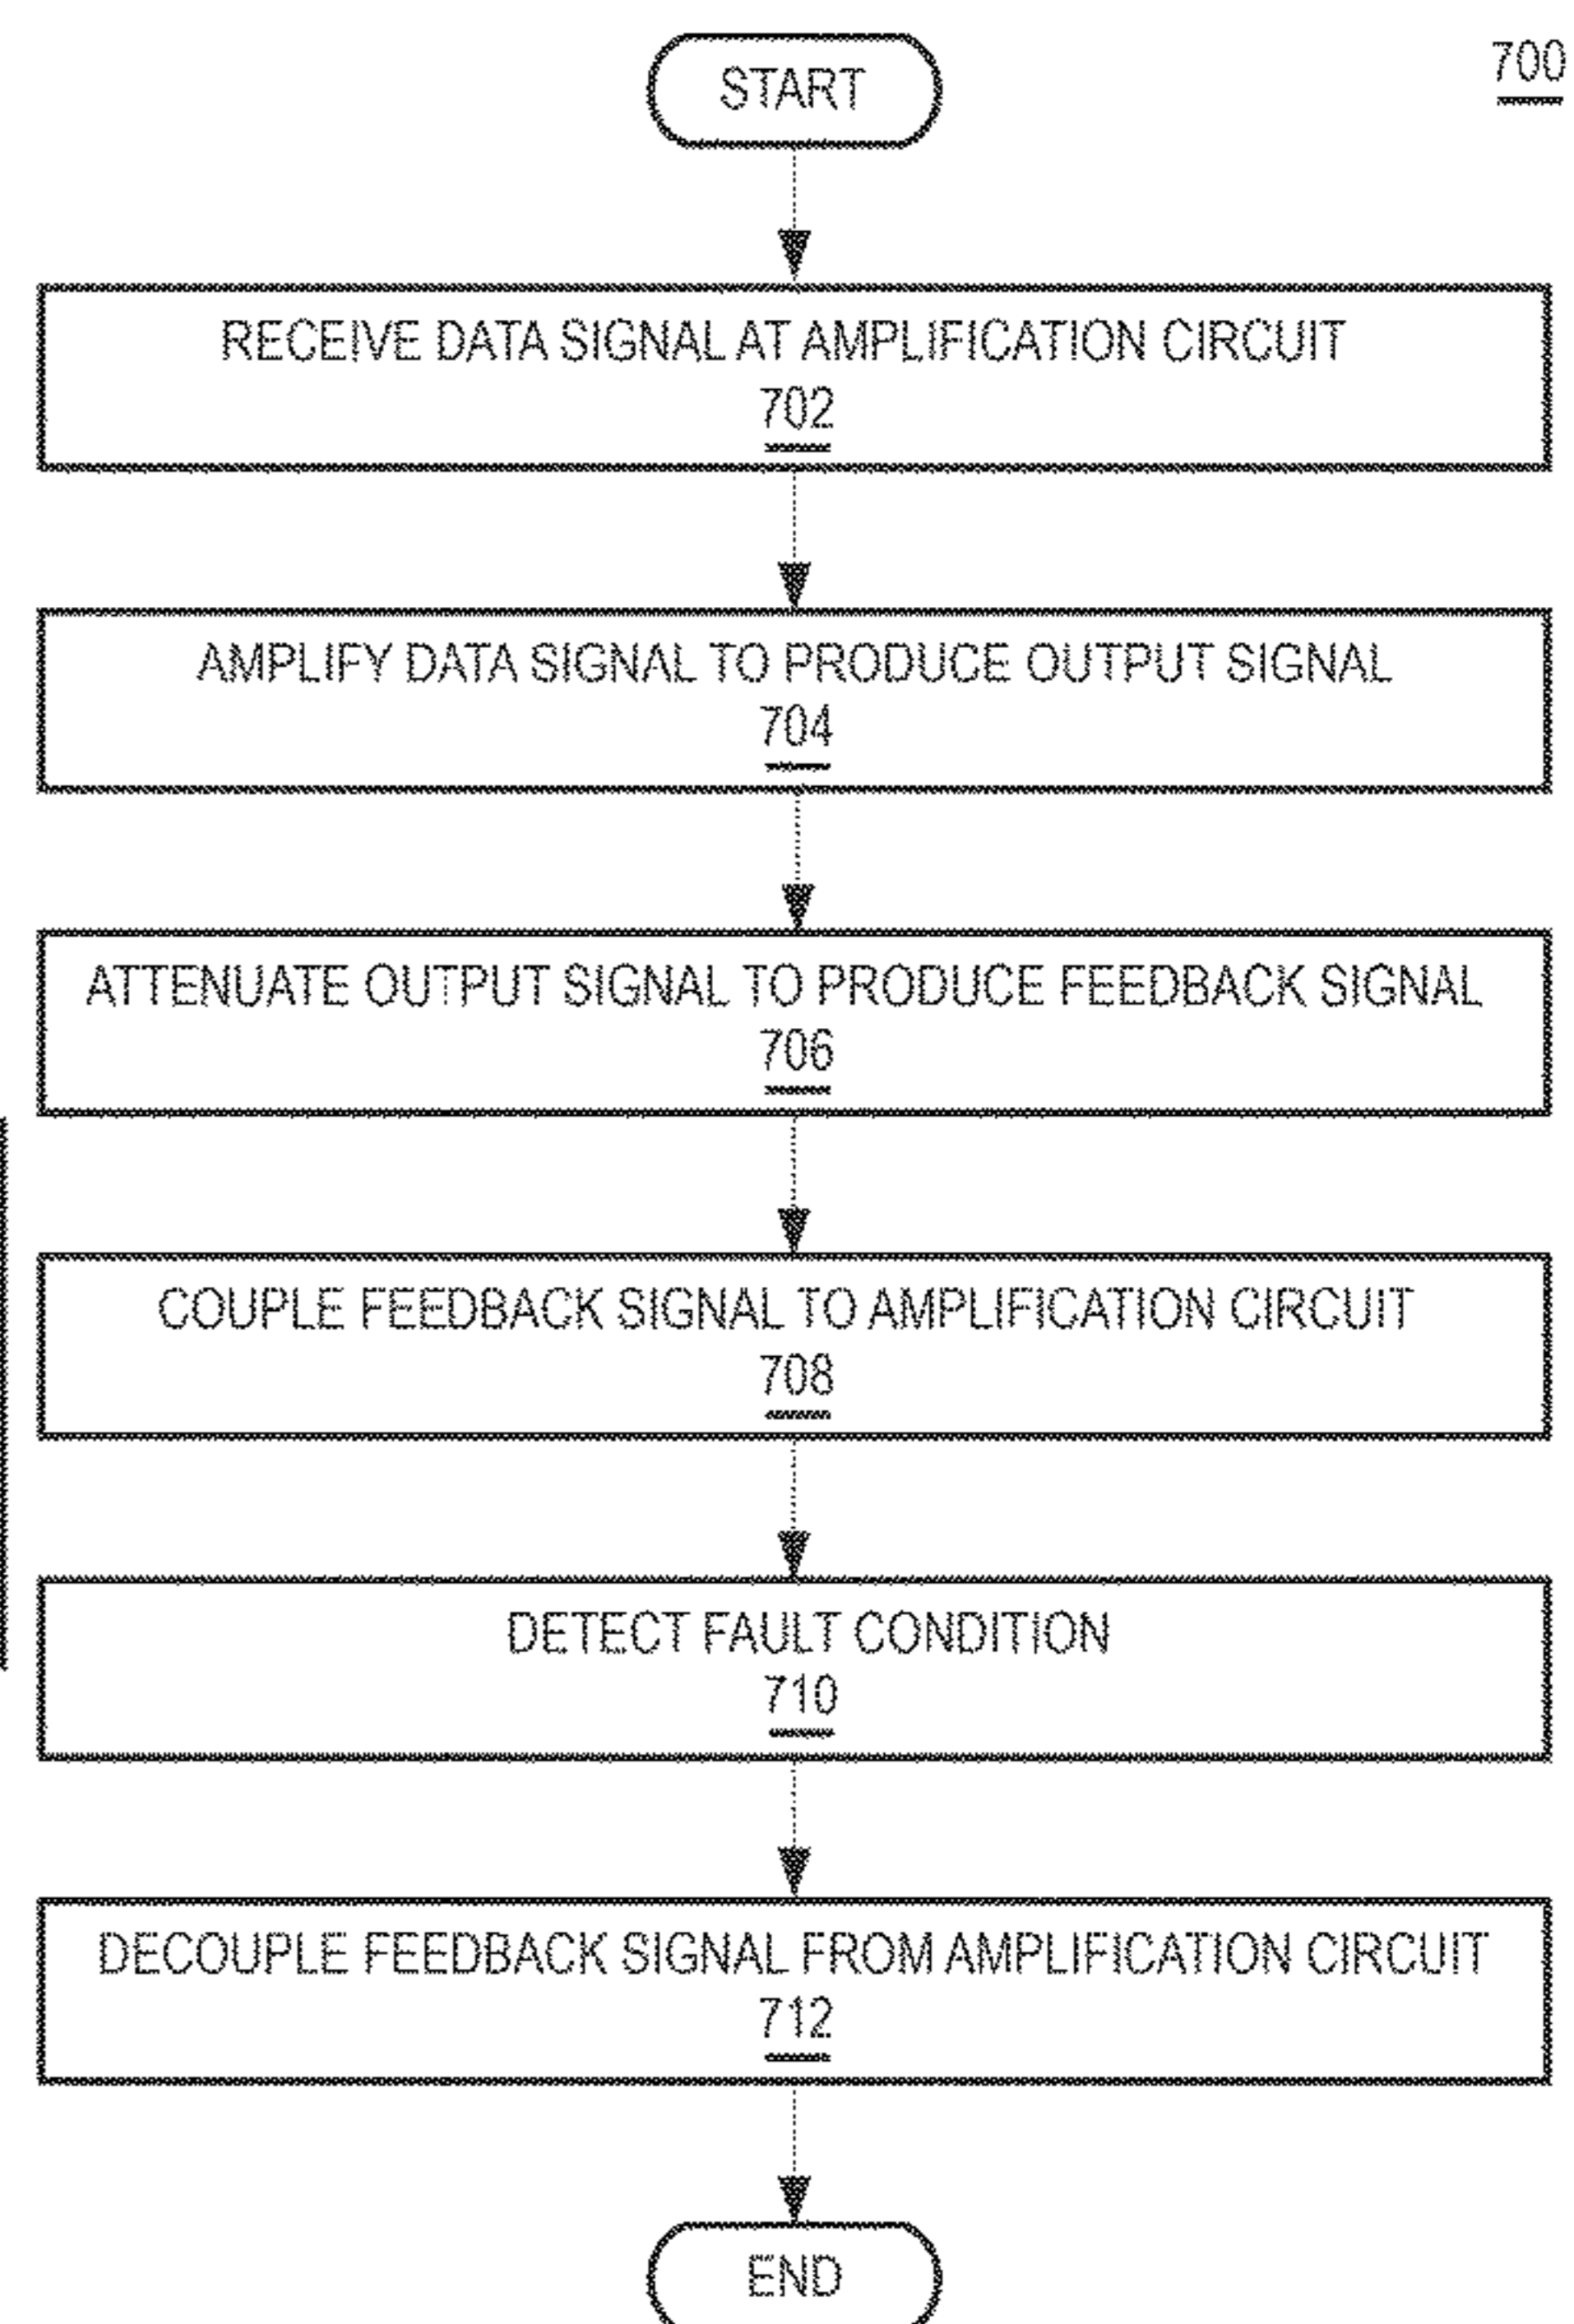 START
700
RECEIVE DATA SIGNAL AT AMPLIFICATION CIRCUIT
702
AMPLIFY DATA SIGNAL TO PRODUCE OUTPUT SIGNAL
704
ATTENUATE OUTPUT SIGNAL TO PRODUCE FEEDBACK SIGNAL
706
COUPLE FEEDBACK SIGNAL TO AMPLIFICATION CIRCUIT
708
DETECT FAULT CONDITION
710
DECOUPLE FEEDBACK SIGNAL FROM AMPLIFICATION CIRCUIT
712
END